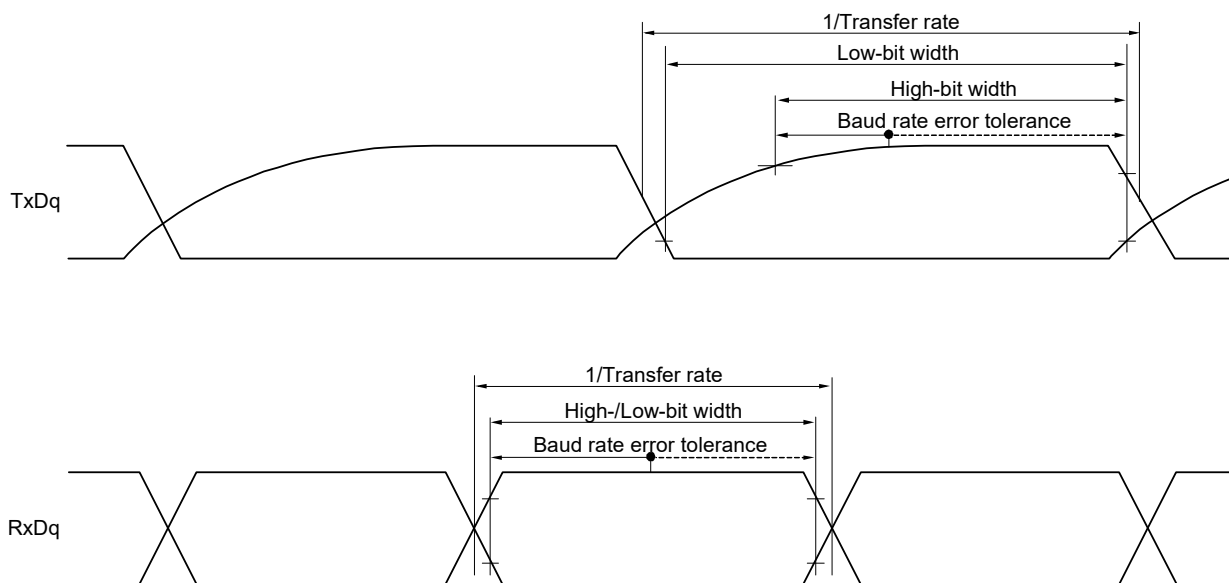 1/Transfer rate
Low-bit width
High-bit width
Baud rate error tolerance
TxDq
1/Transfer rate
High-/Low-bit width
Baud rate error tolerance
RxDq